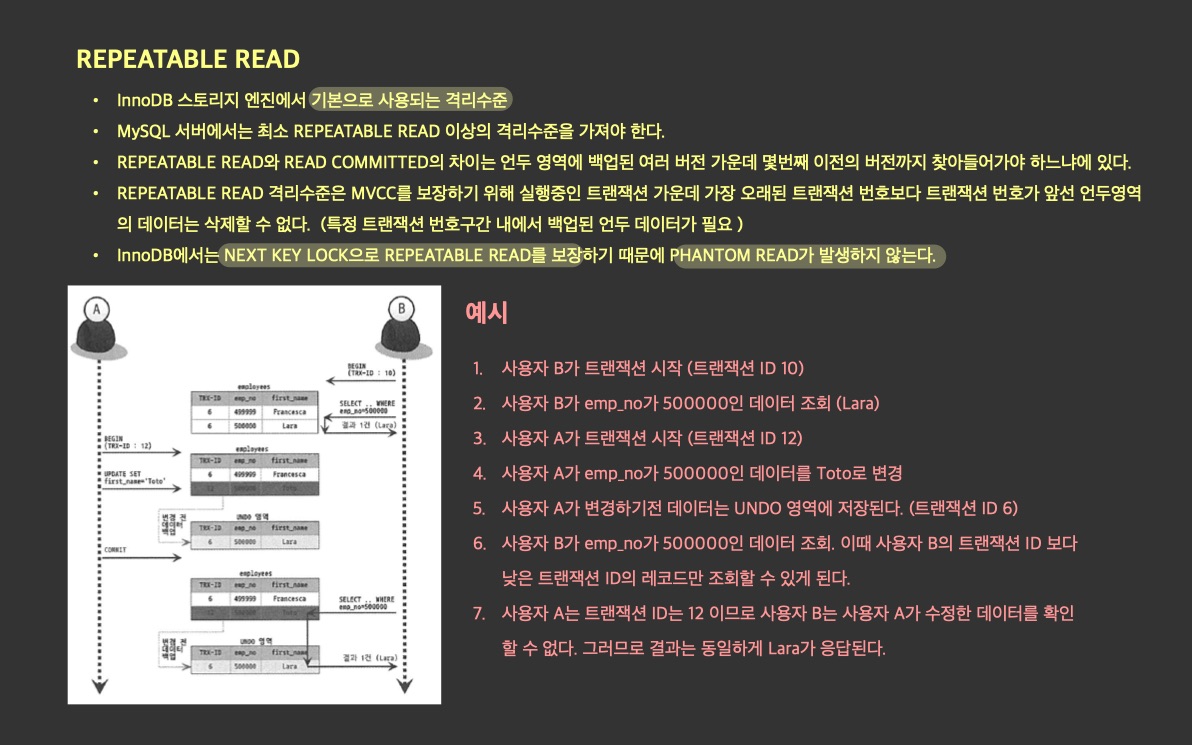 REPEATABLE READ
• InnoDB 스토리지 엔진에서 기본으로 사용되는 격리수준
• MySQL 서버에서는 최소 REPEATABLE READ 이상의 격리수준을 가져야 한다.
• REPEATABLE READ와 READ COMMITTED의 차이는 언두 영역에 백업된 여러 버전 가운데 몇번째 이전의 버전까지 찾아들어가야 하느냐에 있다.
• REPEATABLE READ 격리수준은 MVCC를 보장하기 위해 실행중인 트랜잭션 가운데 가장 오래된 트랜잭션 번호보다 트랜잭션 번호가 앞선 언두영역
의 데이터는 삭제할 수 없다. (특정 트랜잭션 번호구간 내에서 백업된 언두 데이터가 필요 )
• InnoDB에서는 NEXT KEY LOCK으로 REPEATABLE READ를 보장하기 때문에 PHANTOM READ가 발생하지 않는다.
A
B
BEGIN
(TRX-ID : 10)
employees
TRX-ID emp_no first_name
6 499999 Francesca
6 500000 Lara
SELECT .. WHERE
emp_no=500000
결과 1건 (Lara)
BEGIN
(TRX-ID : 12)
employees
TRX-ID emp_no first_name
6 499999 Francesca
12 500000 Toto
UPDATE SET
first_name='Toto'
변경 전
데이터
백업
UNDO 영역
TRX-ID emp_no first_name
6 500000 Lara
COMMIT
employees
TRX-ID emp_no first_name
6 499999 Francesca
12 500000 Toto
SELECT .. WHERE
emp_no=500000
변경 전
데이터
백업
UNDO 영역
TRX-ID emp_no first_name
6 500000 Lara
결과 1건 (Lara)
예시
1. 사용자 B가 트랜잭션 시작 (트랜잭션 ID 10)
2. 사용자 B가 emp_no가 500000인 데이터 조회 (Lara)
3. 사용자 A가 트랜잭션 시작 (트랜잭션 ID 12)
4. 사용자 A가 emp_no가 500000인 데이터를 Toto로 변경
5. 사용자 A가 변경하기전 데이터는 UNDO 영역에 저장된다. (트랜잭션 ID 6)
6. 사용자 B가 emp_no가 500000인 데이터 조회. 이때 사용자 B의 트랜잭션 ID 보다
낮은 트랜잭션 ID의 레코드만 조회할 수 있게 된다.
7. 사용자 A는 트랜잭션 ID는 12 이므로 사용자 B는 사용자 A가 수정한 데이터를 확인
할 수 없다. 그러므로 결과는 동일하게 Lara가 응답된다.